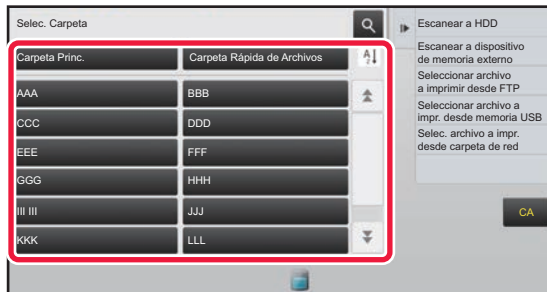 Selec. Carpeta
Carpeta Princ.
Carpeta Rápida de Archivos
AAA
BBB
CCC
DDD
EEE
FFF
GGG
HHH
III III
JJJ
KKK
LLL
Escanear a HDD
Escanear a dispositivo
de memoria externo
Seleccionar archivo
a imprimir desde FTP
Seleccionar archivo a
impr. desde memoria USB
Selec. archivo a impr.
desde carpeta de red
CA